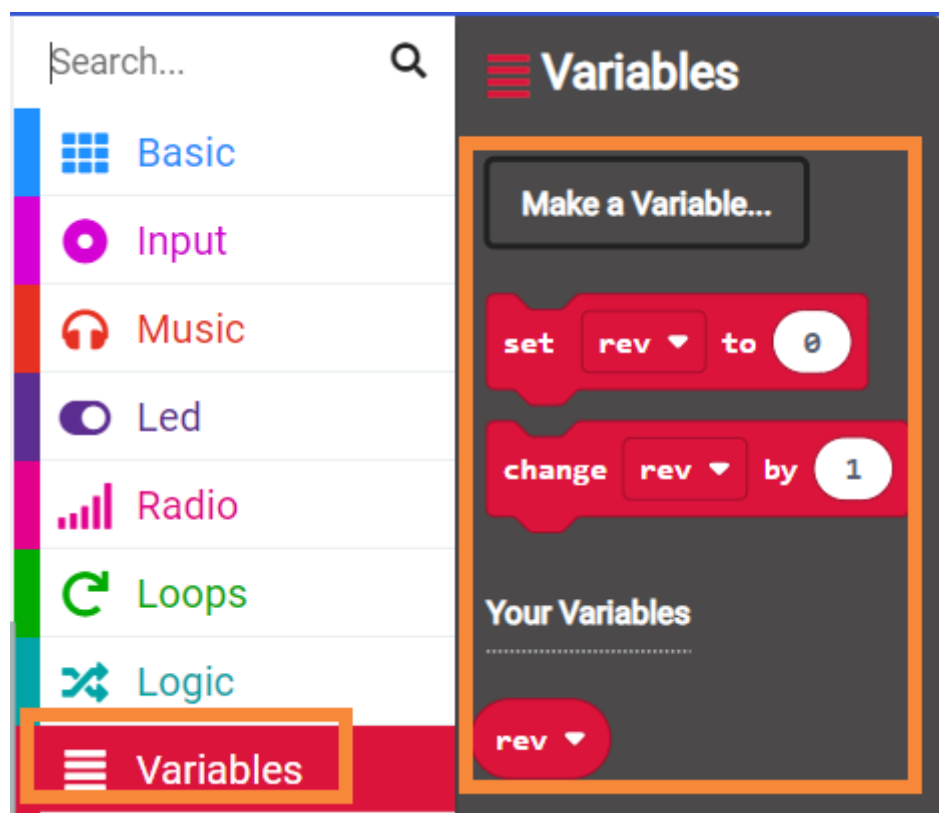 Search...
Basic
Input
Music
Led
Radio
Loops
Logic
Variables
Variables
Make a Variable...
set rev to 0
change rev by 1
Your Variables
rev